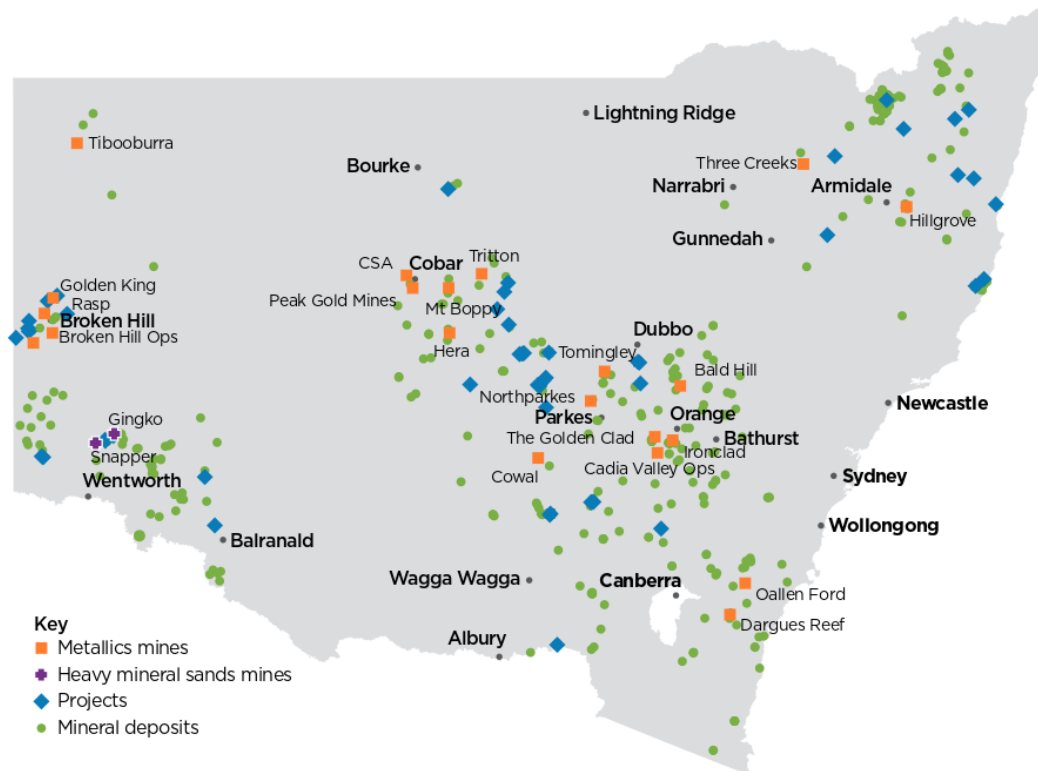 Lightning Ridge
Tibooburra
Bourke
Three Creeks
Narrabri
Armidale
Hillgrove
Gunnedah
CSA
Cobar
Tritton
Golden King
Peak Gold Mines
Rasp
Mt Boppy
Broken Hill
Broken Hill Ops
Dubbo
Hera
Tomingley
Bald Hill
Northparkes
Newcastle
Gingko
Parkes
Orange
The Golden Clad
Bathurst
Snapper
Ironclad
Cadia Valley Ops
Cowal
Wentworth
Sydney
Wollongong
Balranald
Wagga Wagga
Canberra
Oallen Ford
Dargues Reef
Albury
Key
Metallics mines
Heavy mineral sands mines
Projects
Mineral deposits